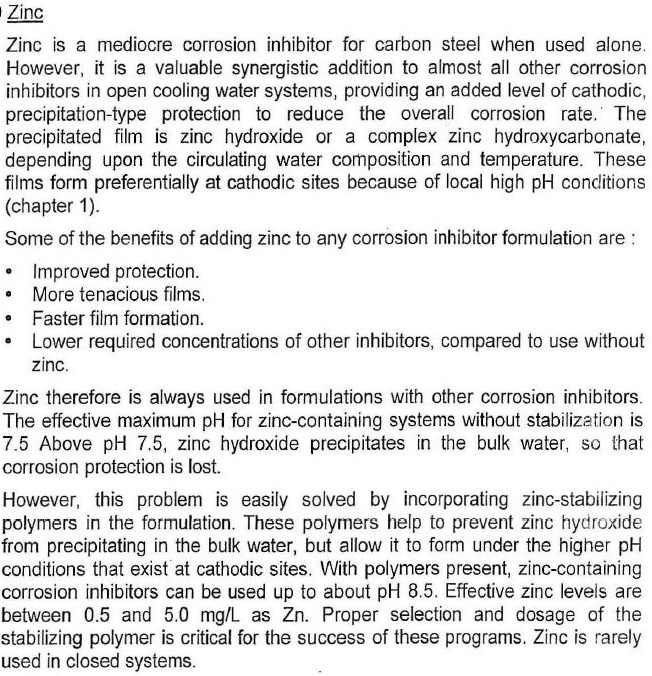 Zinc
Zinc is a mediocre corrosion inhibitor for carbon steel when used alone.
However, it is a valuable synergistic addition to almost all other corrosion
inhibitors in open cooling water systems, providing an added level of cathodic,
precipitation-type protection to reduce the overall corrosion rate. The
precipitated film is zinc hydroxide or a complex zinc hydroxycarbonate,
depending upon the circulating water composition and temperature. These
films form preferentially at cathodic sites because of local high pH conditions
(chapter 1).
Some of the benefits of adding zinc to any corrosion inhibitor formulation are :
• Improved protection.
• More tenacious films.
• Faster film formation.
• Lower required concentrations of other inhibitors, compared to use without
zinc.
Zinc therefore is always used in formulations with other corrosion inhibitors.
The effective maximum pH for zinc-containing systems without stabilization is
7.5 Above pH 7.5, zinc hydroxide precipitates in the bulk water, so that
corrosion protection is lost.
However, this problem is easily solved by incorporating zinc-stabilizing
polymers in the formulation. These polymers help to prevent zinc hydroxide
from precipitating in the bulk water, but allow it to form under the higher pH
conditions that exist at cathodic sites. With polymers present, zinc-containing
corrosion inhibitors can be used up to about pH 8.5. Effective zinc levels are
between 0.5 and 5.0 mg/L as Zn. Proper selection and dosage of the
stabilizing polymer is critical for the success of these programs. Zinc is rarely
used in closed systems.